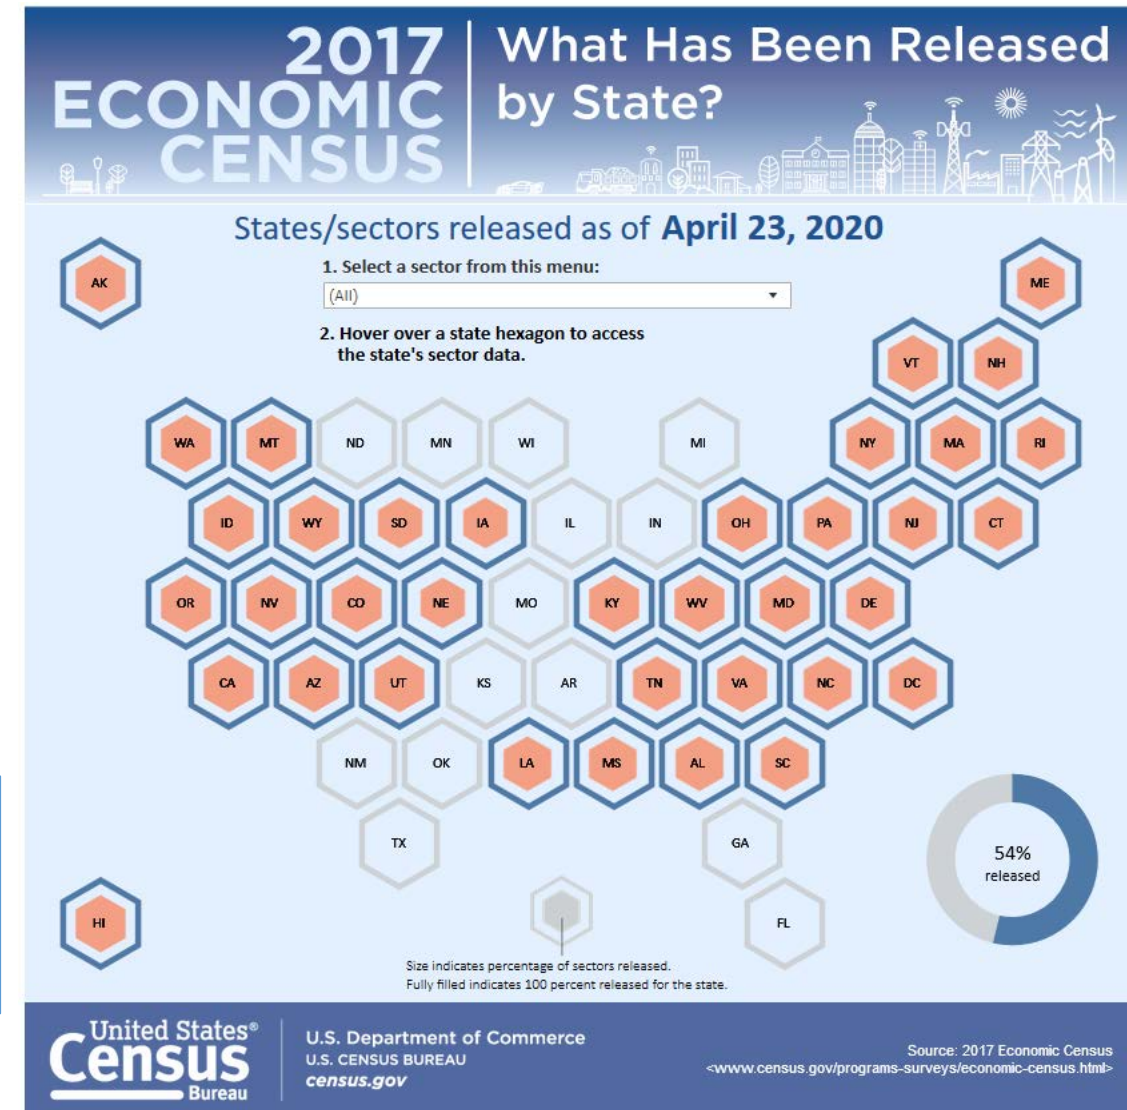 2017
ECONOMIC
CENSUS
What Has Been Released
by State?
States/sectors released as of April 23, 2020
1. Select a sector from this menu:
(All)
2. Hover over a state hexagon to access
the state's sector data.
AK
ME
VT NH
WA MT ND MN WI MI NY MA RI
ID WY SD IA IL IN OH PA NJ CT
OR NV CO NE MO KY WV MD DE
CA AZ UT KS AR TN VA NC DC
NM OK LA MS AL SC
TX GA
HI FL
54%
released
Size indicates percentage of sectors released.
Fully filled indicates 100 percent released for the state.
United States®
Census
Bureau
U.S. Department of Commerce
U.S. CENSUS BUREAU
census.gov
Source: 2017 Economic Census
<www.census.gov/programs-surveys/economic-census.html>